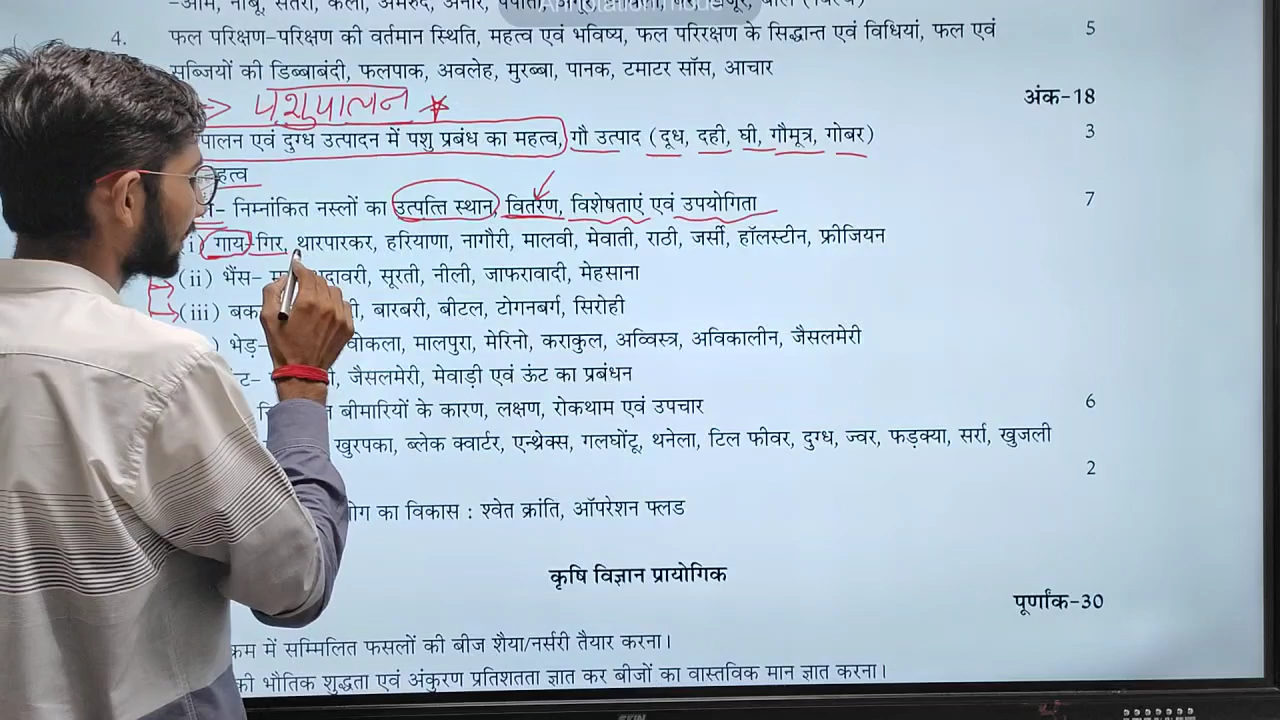 -आम, नींबू, संतरा, केला, अमरुद, अनार, पपीता, अंगूर
4. फल परिक्षण-परिक्षण की वर्तमान स्थिति, महत्व एवं भविष्य, फल परिरक्षण के सिद्धान्त एवं विधियां, फल एवं 5
सब्जियों की डिब्बाबंदी, फलपाक, अवलेह, मुरब्बा, पानक, टमाटर सॉस, आचार
पशुपालन
अंक-18
पालन एवं दुग्ध उत्पादन में पशु प्रबंध का महत्व, गौ उत्पाद (दूध, दही, घी, गौमूत्र, गोबर) 3
हत्व
निम्नांकित नस्लों का उत्पत्ति स्थान, वितरण, विशेषताएं एवं उपयोगिता 7
i) गाय-गिर, थारपारकर, हरियाणा, नागौरी, मालवी, मेवाती, राठी, जर्सी, हॉलस्टीन, फ्रीजियन
(ii) भैंस- दावरी, सूरती, नीली, जाफरावादी, मेहसाना
(iii) बक ी, बारबरी, बीटल, टोगनबर्ग, सिरोही
) भेड़- चोकला, मालपुरा, मेरिनो, कराकुल, अव्विस्त्र, अविकालीन, जैसलमेरी
ंट- जैसलमेरी, मेवाड़ी एवं ऊंट का प्रबंधन
बीमारियों के कारण, लक्षण, रोकथाम एवं उपचार 6
खुरपका, ब्लेक क्वार्टर, एन्थ्रेक्स, गलघोंटू, थनेला, टिल फीवर, दुग्ध, ज्वर, फड़क्या, सर्रा, खुजली
2
योग का विकास : श्वेत क्रांति, ऑपरेशन फ्लड
कृषि विज्ञान प्रायोगिक
पूर्णांक-30
क्रम में सम्मिलित फसलों की बीज शैया/नर्सरी तैयार करना।
की भौतिक शुद्धता एवं अंकुरण प्रतिशतता ज्ञात कर बीजों का वास्तविक मान ज्ञात करना।